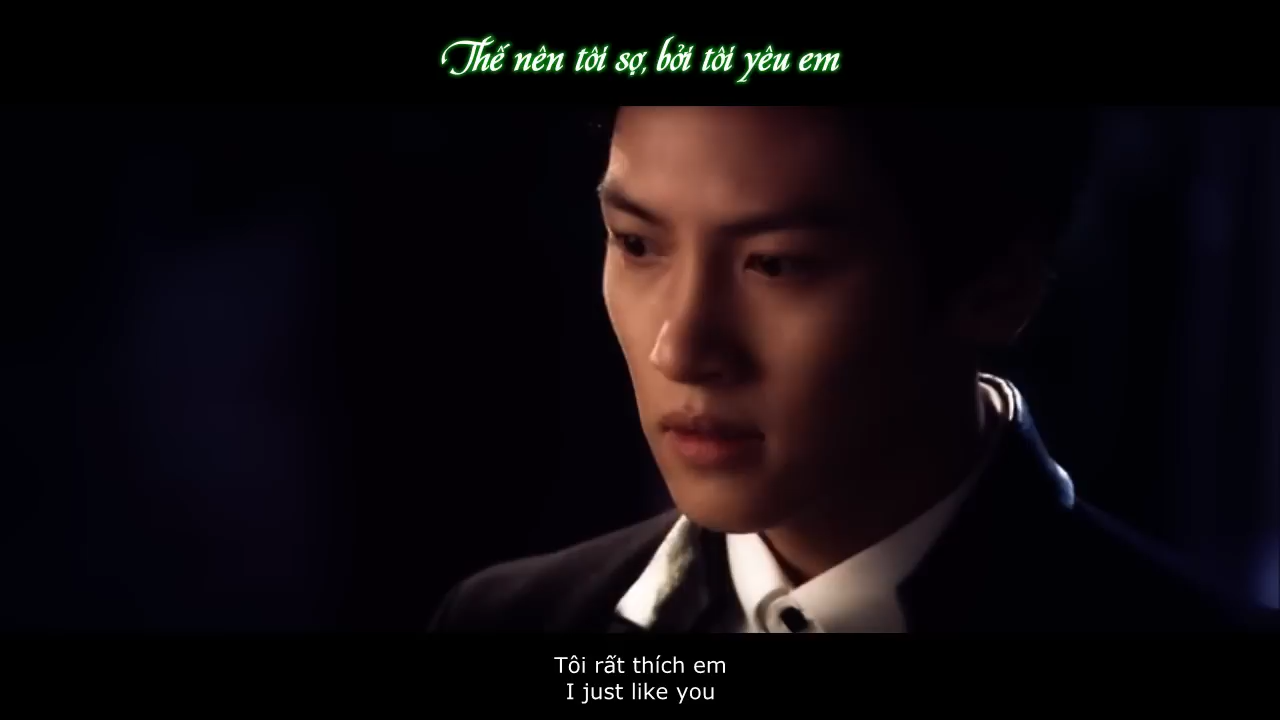 Thế nên tôi sợ, bởi tôi yêu em
Tôi rất thích em
I just like you